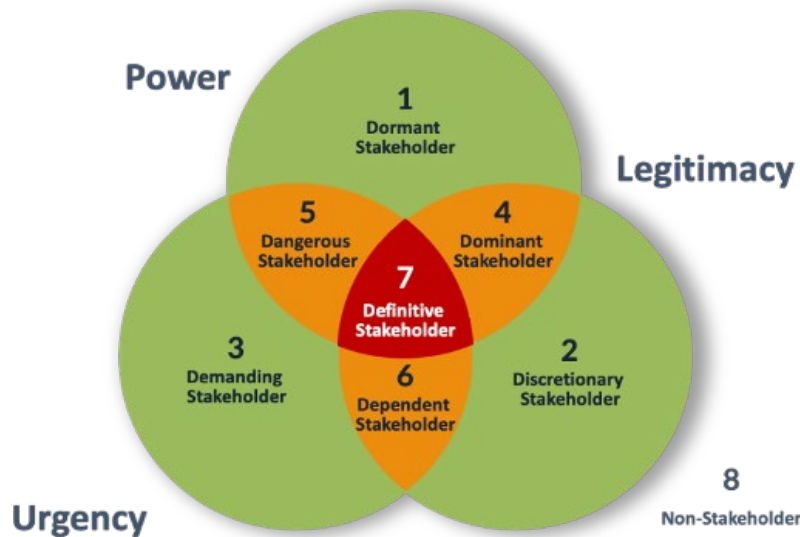 Power
1
Dormant
Stakeholder
Legitimacy
5
Dangerous
Stakeholder
4
Dominant
Stakeholder
7
Definitive
Stakeholder
3
Demanding
Stakeholder
2
Discretionary
Stakeholder
6
Dependent
Stakeholder
8
Non-Stakeholder
Urgency